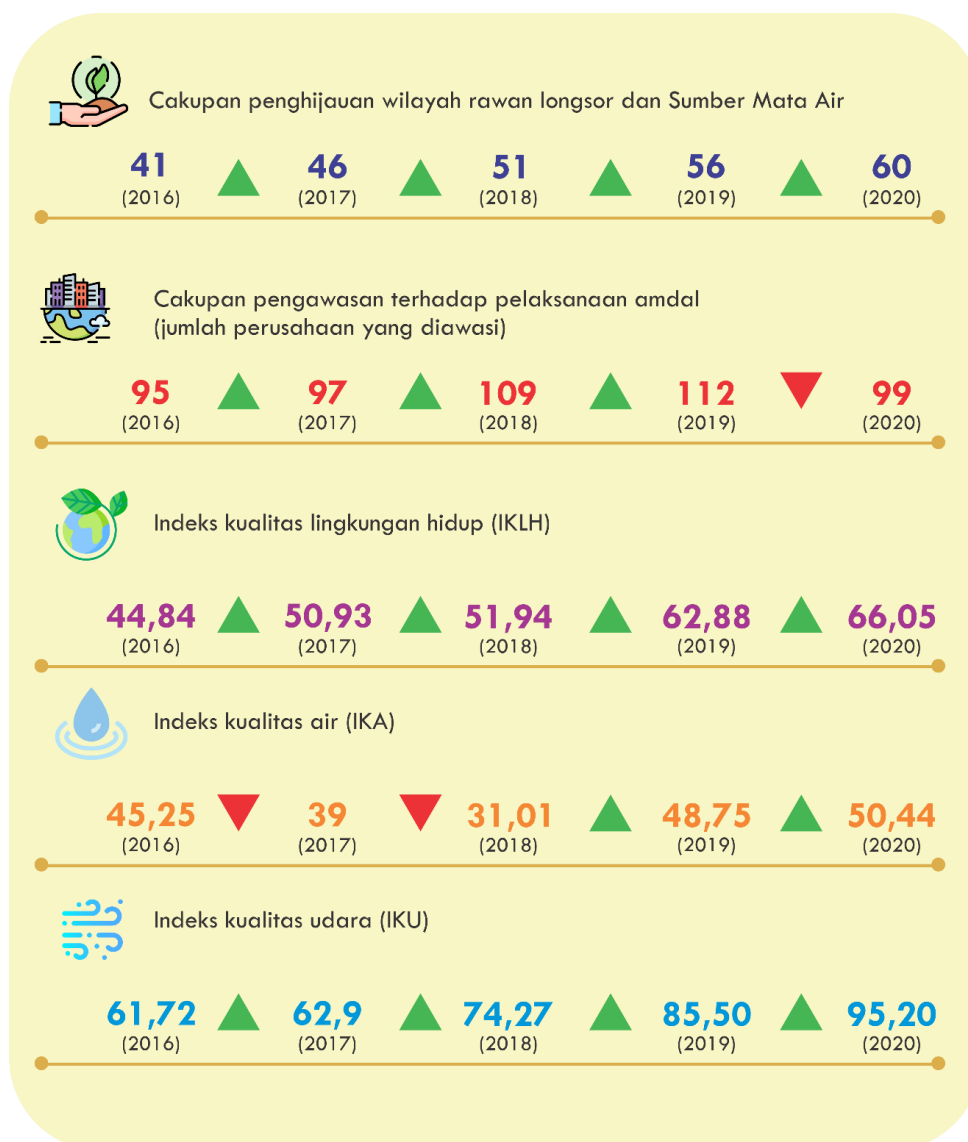 Cakupan penghijauan wilayah rawan longsor dan Sumber Mata Air
41 46 51 56 60
(2016) (2017) (2018) (2019) (2020)
Cakupan pengawasan terhadap pelaksanaan amdal
(jumlah perusahaan yang diawasi)
95 97 109 112 99
(2016) (2017) (2018) (2019) (2020)
Indeks kualitas lingkungan hidup (IKLH)
44,84 50,93 51,94 62,88 66,05
(2016) (2017) (2018) (2019) (2020)
Indeks kualitas air (IKA)
45,25 39 31,01 48,75 50,44
(2016) (2017) (2018) (2019) (2020)
Indeks kualitas udara (IKU)
61,72 62,9 74,27 85,50 95,20
(2016) (2017) (2018) (2019) (2020)